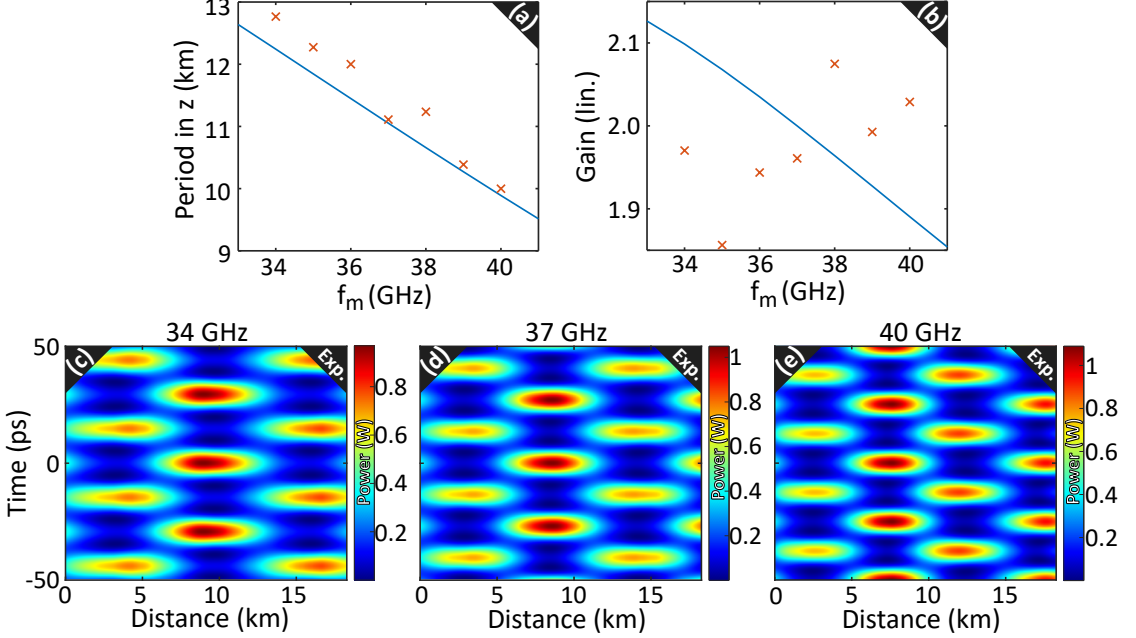 (a)
Period in z (km)
13
12
11
10
9
34 36 38 40
f_m (GHz)
(b)
Gain (lin.)
2.1
2.0
1.9
34 36 38 40
f_m (GHz)
34 GHz
(c)
Exp.
Time (ps)
50
0
-50
0 5 10 15
Distance (km)
Power (W)
0.8
0.6
0.4
0.2
37 GHz
(d)
Exp.
0 5 10 15
Distance (km)
Power (W)
1
0.8
0.6
0.4
0.2
40 GHz
(e)
Exp.
0 5 10 15
Distance (km)
Power (W)
1
0.8
0.6
0.4
0.2